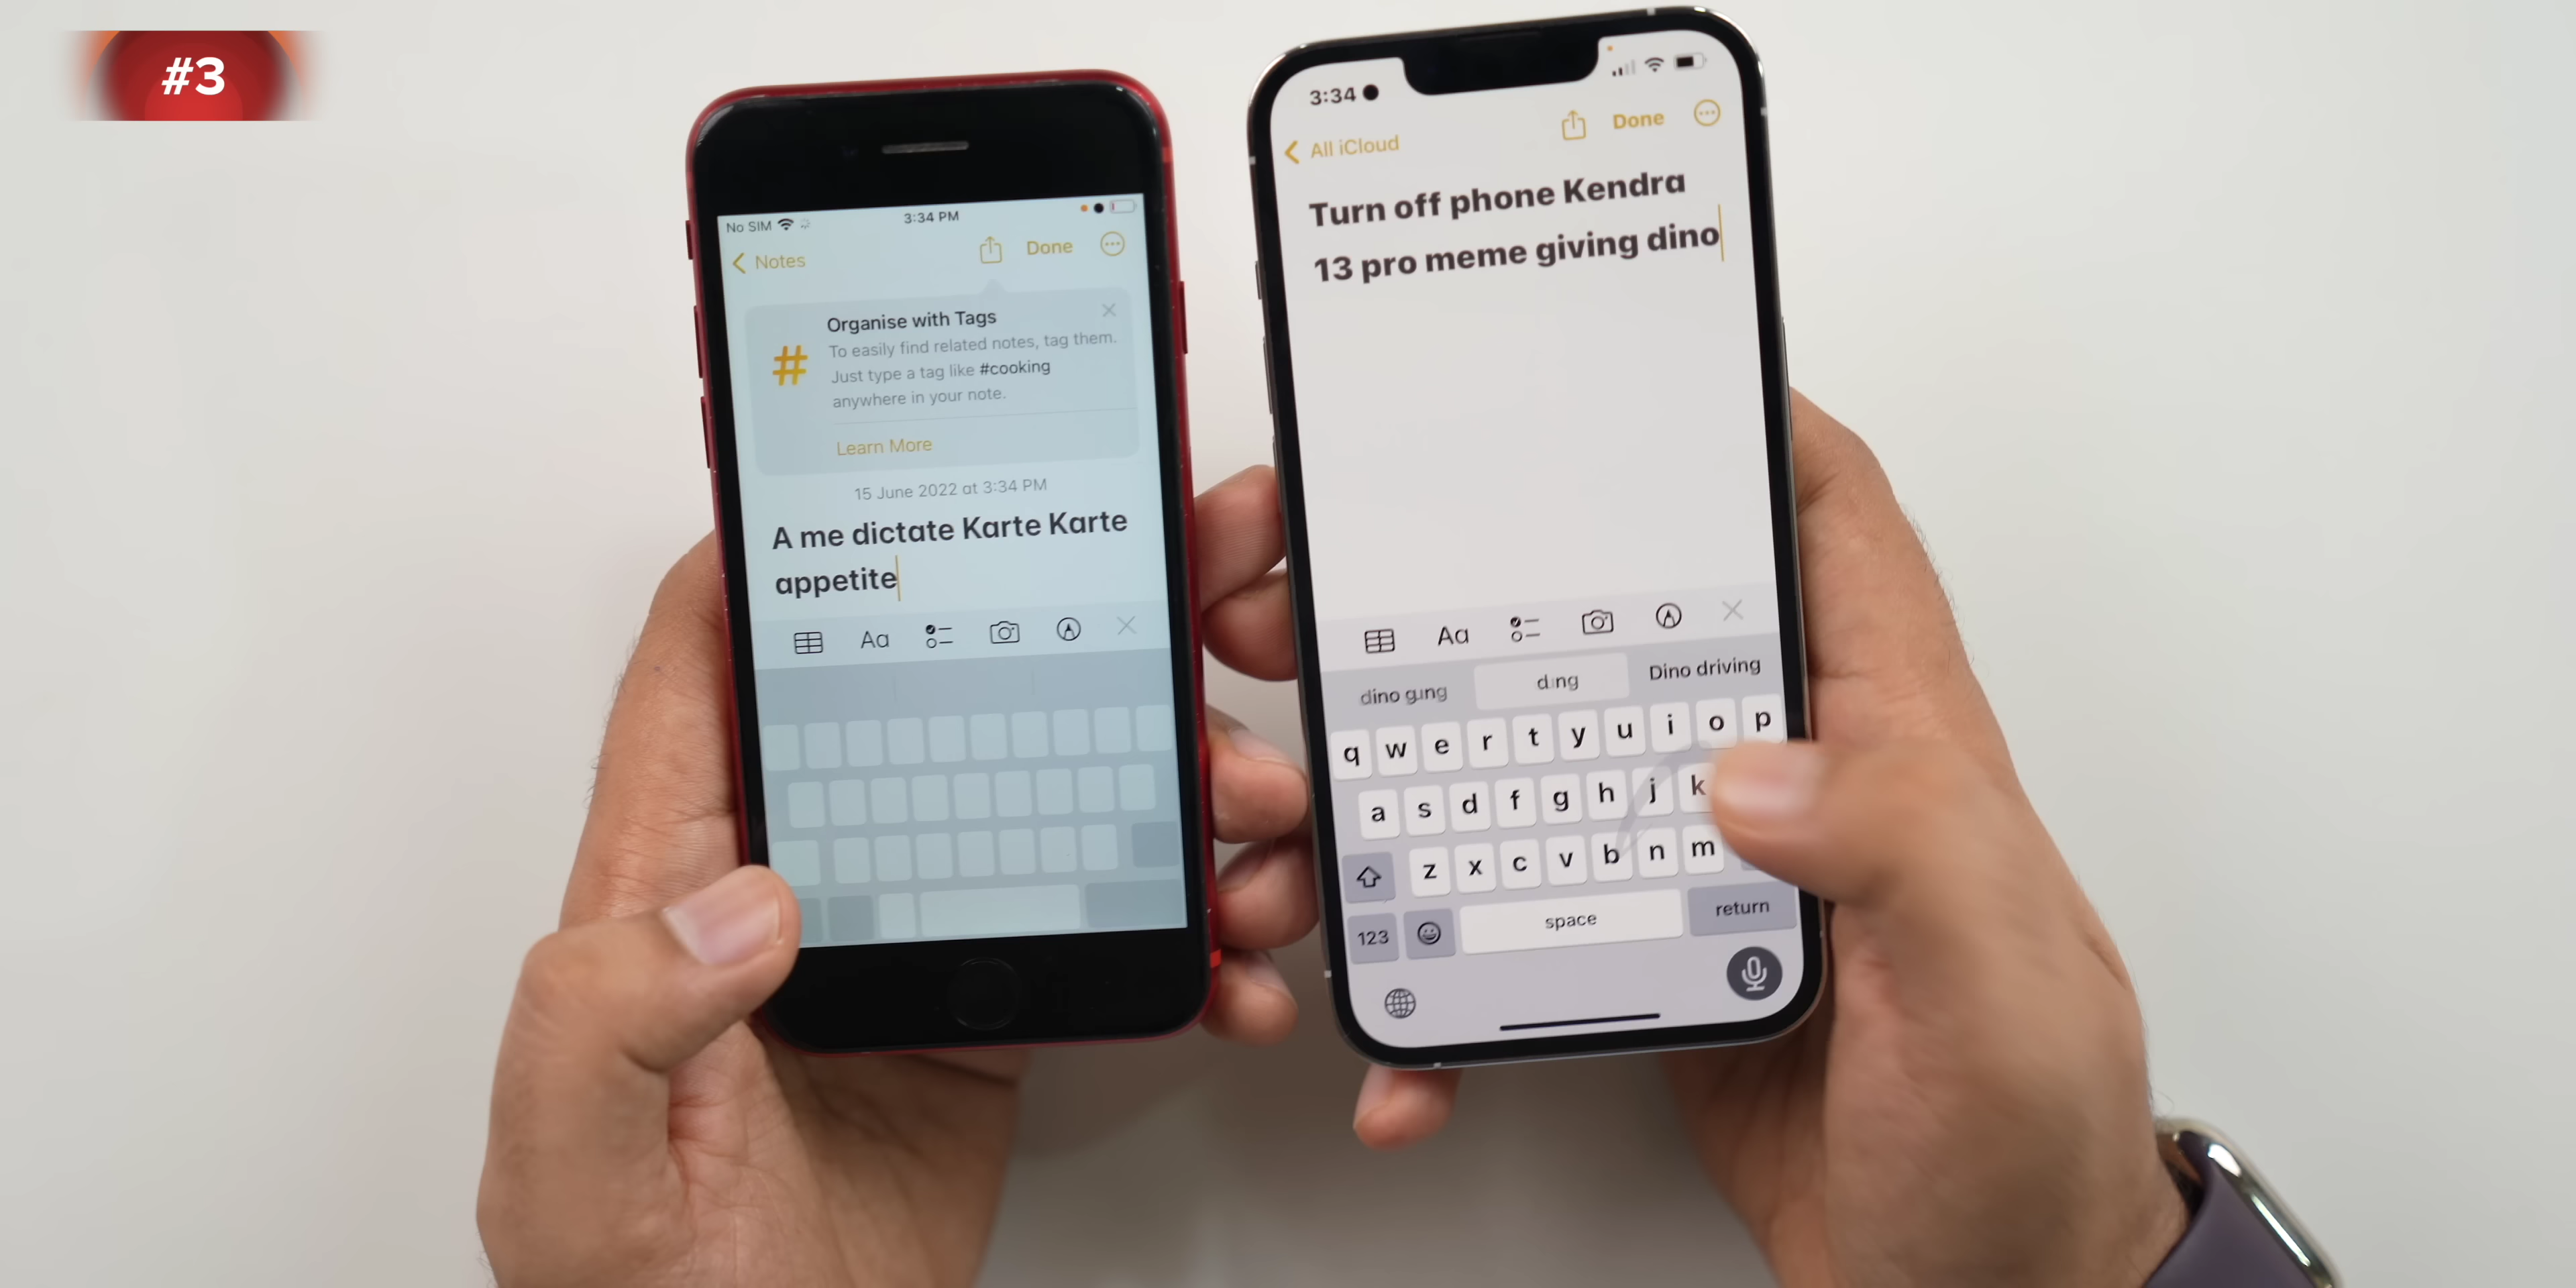 #3
No SIM
3:34 PM
Notes
Done
Organise with Tags
#
To easily find related notes, tag them.
Just type a tag like #cooking
anywhere in your note.
Learn More
15 June 2022 at 3:34 PM
A me dictate Karte Karte
appetite
Aa
3:34
All iCloud
Done
Turn off phone Kendra
13 pro meme giving dino
Aa
dino Dino driving
q w e r t y u i o p
a s d f g h j k
z x c v b n m
123 space return